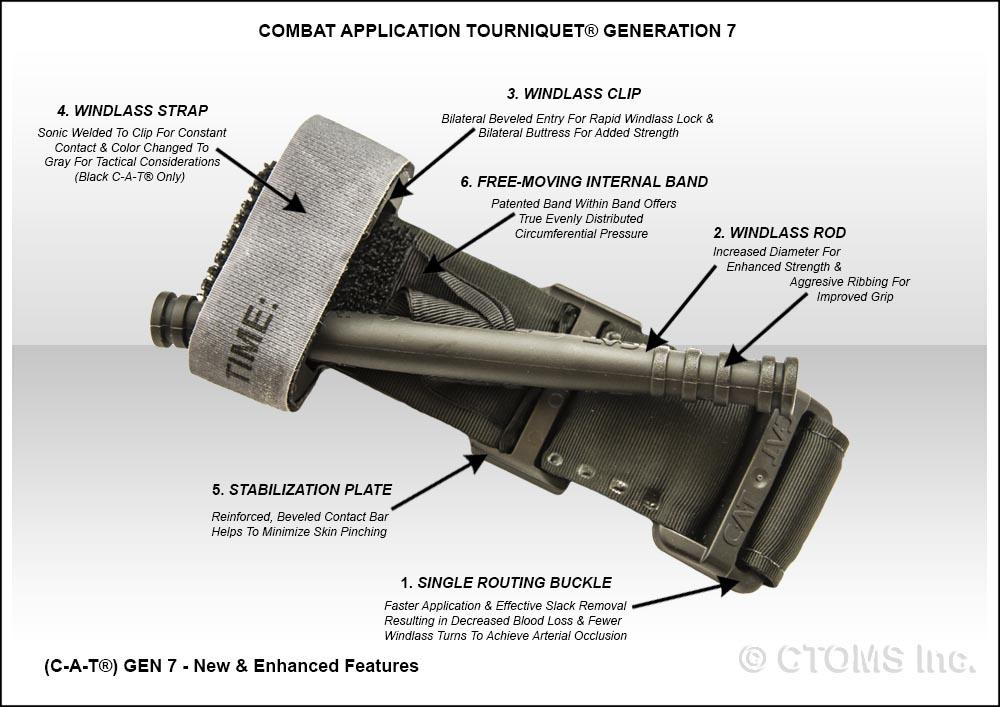 COMBAT APPLICATION TOURNIQUET® GENERATION 7
4. WINDLASS STRAP
Sonic Welded To Clip For Constant
Contact & Color Changed To
Gray For Tactical Considerations
(Black C-A-T® Only)
3. WINDLASS CLIP
Bilateral Beveled Entry For Rapid Windlass Lock &
Bilateral Buttress For Added Strength
6. FREE-MOVING INTERNAL BAND
Patented Band Within Band Offers
True Evenly Distributed
Circumferential Pressure
2. WINDLASS ROD
Increased Diameter For
Enhanced Strength &
Aggresive Ribbing For
Improved Grip
TIME:
5. STABILIZATION PLATE
Reinforced, Beveled Contact Bar
Helps To Minimize Skin Pinching
1. SINGLE ROUTING BUCKLE
Faster Application & Effective Slack Removal
Resulting in Decreased Blood Loss & Fewer
Windlass Turns To Achieve Arterial Occlusion
(C-A-T®) GEN 7 - New & Enhanced Features
© CTOMS Inc.